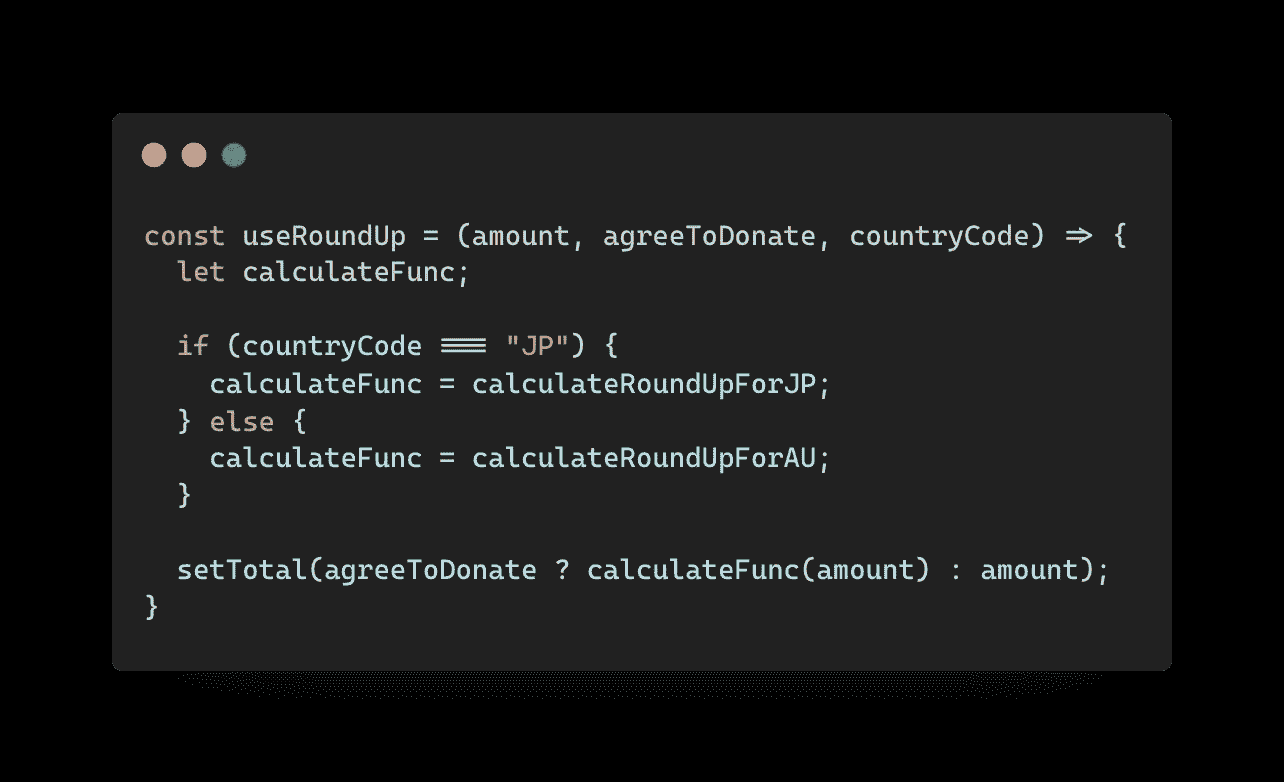 const useRoundUp = (amount, agreeToDonate, countryCode) => {
  let calculateFunc;

  if (countryCode === "JP") {
    calculateFunc = calculateRoundUpForJP;
  } else {
    calculateFunc = calculateRoundUpForAU;
  }

  setTotal(agreeToDonate ? calculateFunc(amount) : amount);
}